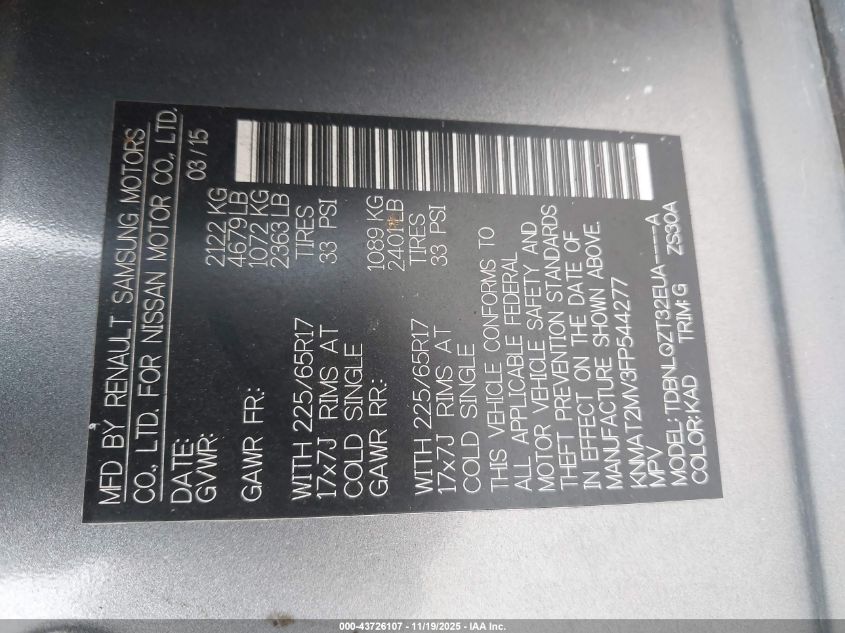 MFD BY RENAULT SAMSUNG MOTORS
CO., LTD. FOR NISSAN MOTOR CO., LTD.
DATE: 03/15
GVWR: 2122 KG
4679 LB
GAWR FR: 1072 KG
2363 LB
WITH 225/65R17 TIRES
17x7J RIMS AT 33 PSI
COLD SINGLE
GAWR RR: 1089 KG
2401 LB
WITH 225/65R17 TIRES
17x7J RIMS AT 33 PSI
COLD SINGLE
THIS VEHICLE CONFORMS TO
ALL APPLICABLE FEDERAL
MOTOR VEHICLE SAFETY AND
THEFT PREVENTION STANDARDS
IN EFFECT ON THE DATE OF
MANUFACTURE SHOWN ABOVE.
KNMAT2MV3FP544277
MPV
MODEL: TDBNLQZT32EUA----A
COLOR: KAD TRIM: G ZS30A
000-43726107 - 11/19/2025 - IAA Inc.